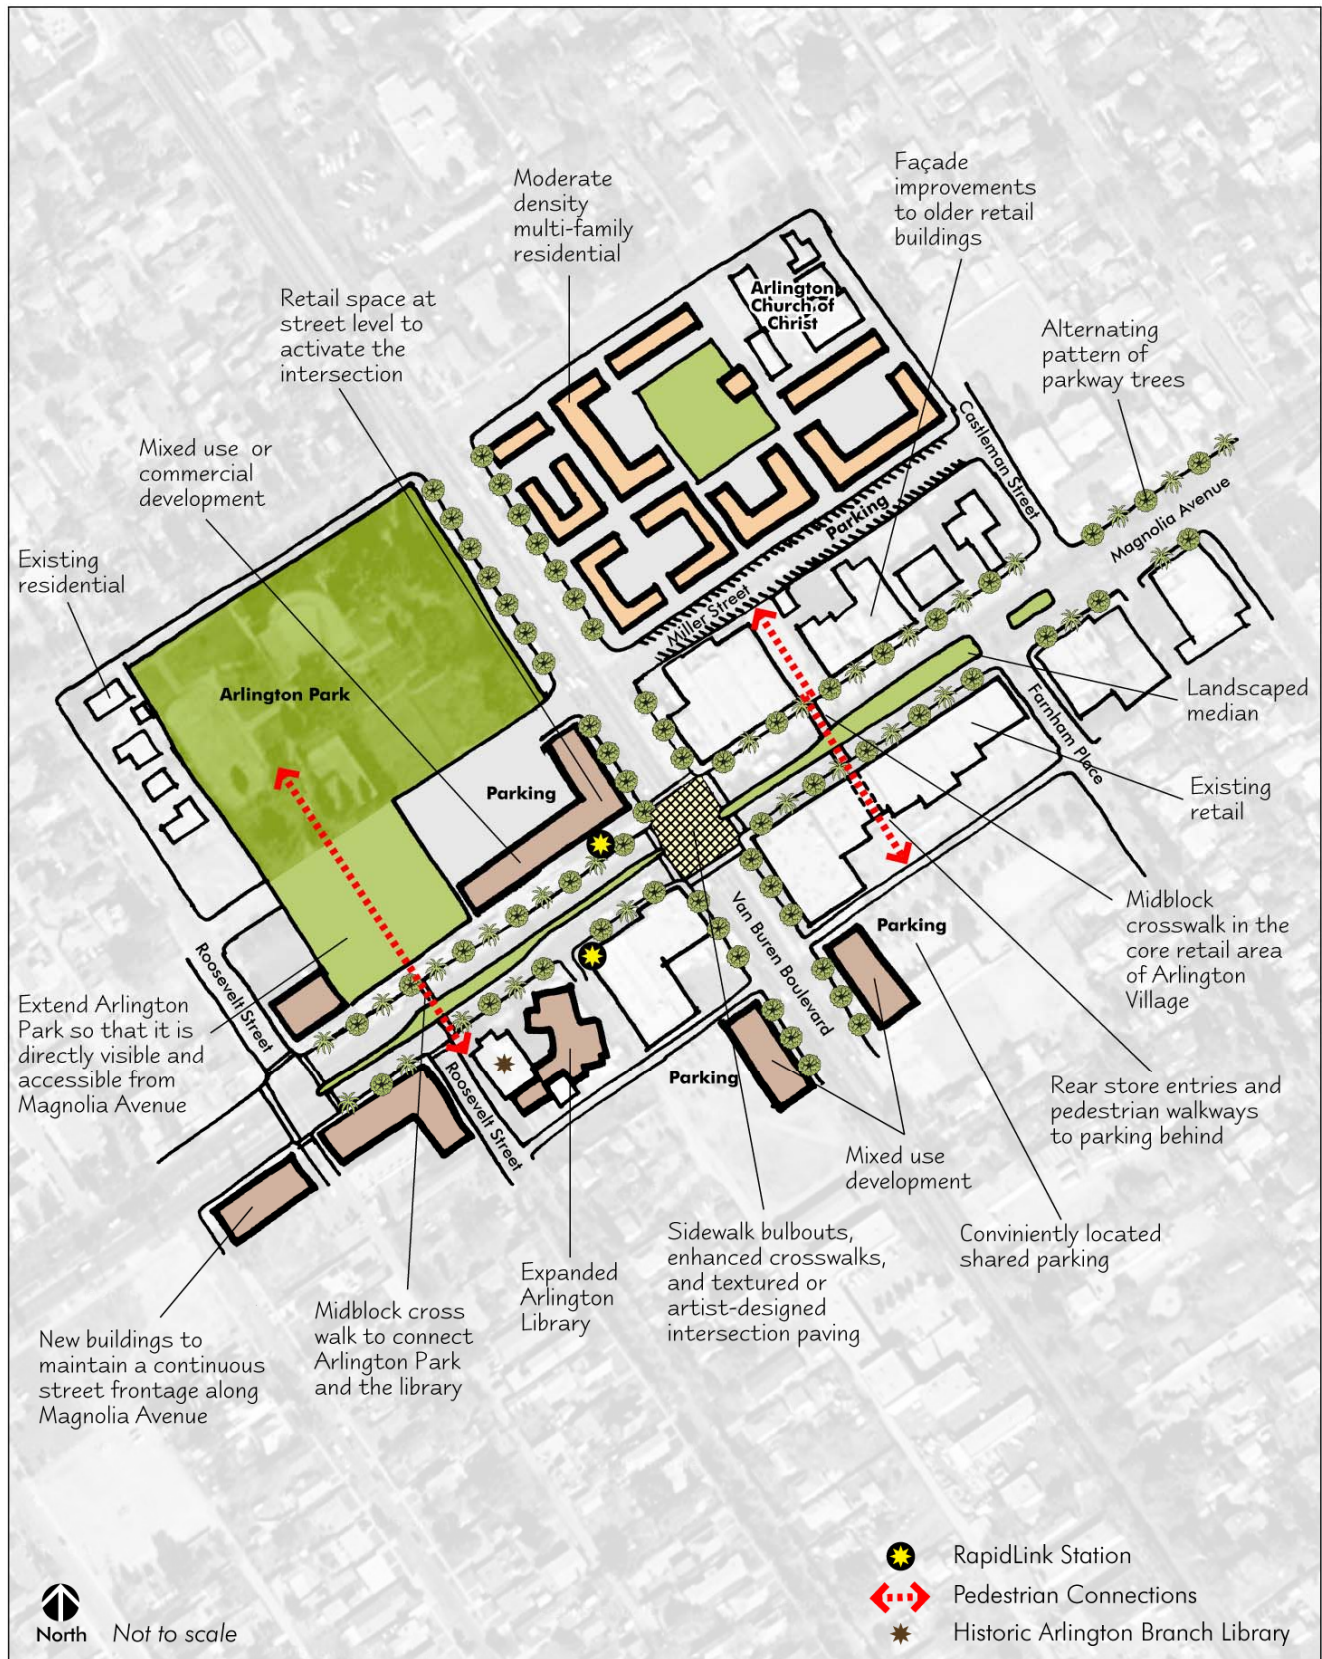 Moderate
density
multi-family
residential
Façade
improvements
to older retail
buildings
Retail space at
street level to
activate the
intersection
Arlington
Church of
Christ
Alternating
pattern of
parkway trees
Mixed use or
commercial
development
Castleman Street
Magnolia Avenue
Parking
Miller Street
Existing
residential
Arlington Park
Landscaped
median
Farnham Place
Parking
Existing
retail
Midblock
crosswalk in the
core retail area
of Arlington
Village
Van Buren Boulevard
Parking
Roosevelt Street
Extend Arlington
Park so that it is
directly visible and
accessible from
Magnolia Avenue
Roosevelt Street
Parking
Rear store entries and
pedestrian walkways
to parking behind
Mixed use
development
Sidewalk bulbouts,
enhanced crosswalks,
and textured or
artist-designed
intersection paving
Conviniently located
shared parking
Expanded
Arlington
Library
Midblock cross
walk to connect
Arlington Park
and the library
New buildings to
maintain a continuous
street frontage along
Magnolia Avenue
RapidLink Station
Pedestrian Connections
Historic Arlington Branch Library
North
Not to scale